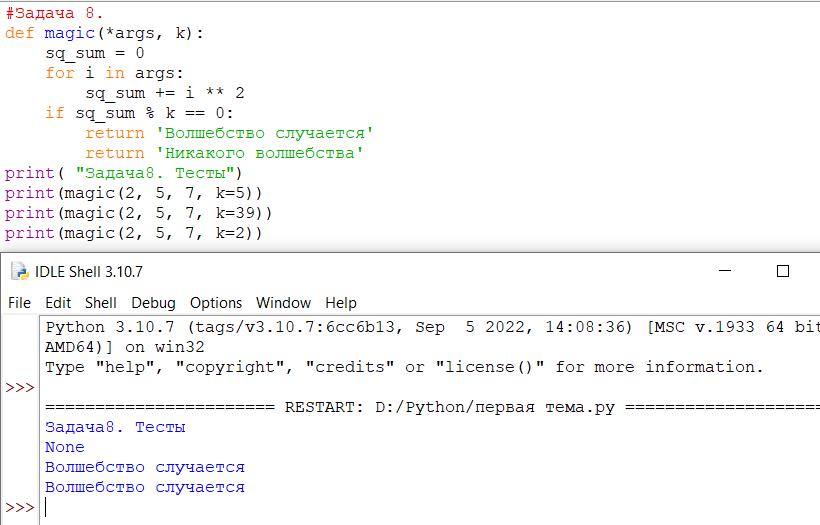 #Задача 8.
def magic(*args, k):
    sq_sum = 0
    for i in args:
        sq_sum += i ** 2
    if sq_sum % k == 0:
        return 'Волшебство случается'
        return 'Никакого волшебства'
print( "Задача8. Тесты")
print(magic(2, 5, 7, k=5))
print(magic(2, 5, 7, k=39))
print(magic(2, 5, 7, k=2))
IDLE Shell 3.10.7
File Edit Shell Debug Options Window Help
Python 3.10.7 (tags/v3.10.7:6cc6b13, Sep  5 2022, 14:08:36) [MSC v.1933 64 bit
AMD64)] on win32
Type "help", "copyright", "credits" or "license()" for more information.
>>>
======================= RESTART: D:/Python/первая тема.py ====================
Задача8. Тесты
None
Волшебство случается
Волшебство случается
>>>